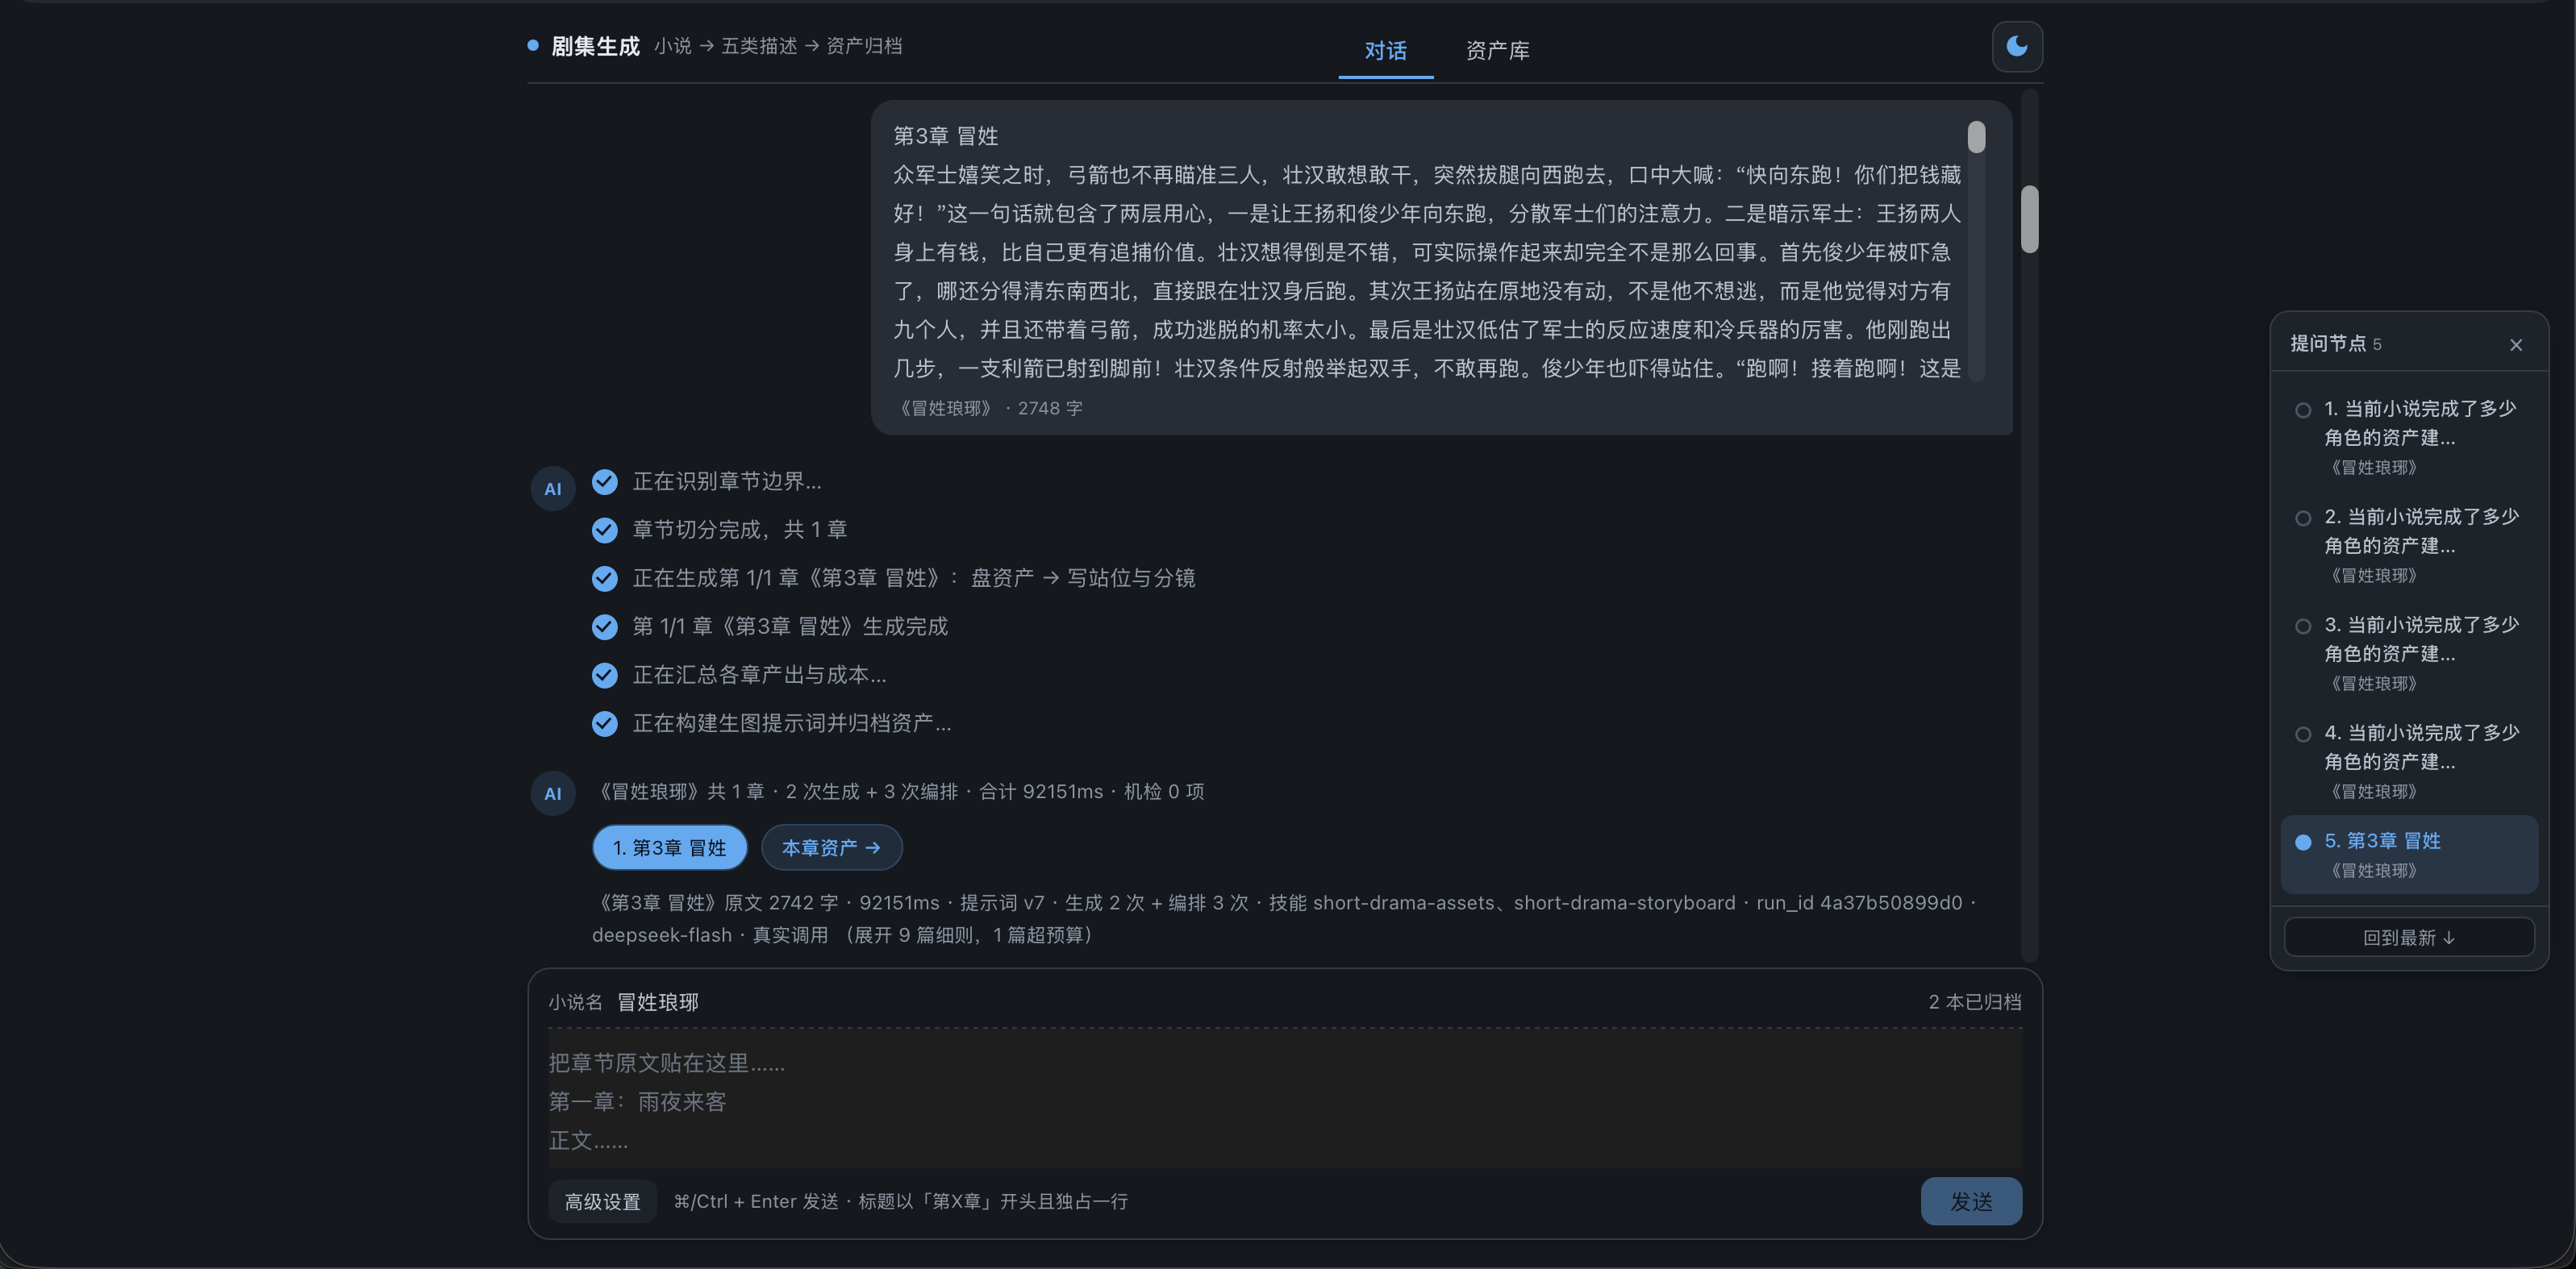 剧集生成 小说 → 五类描述 → 资产归档
对话
资产库
第3章 冒姓
众军士嬉笑之时，弓箭也不再瞄准三人，壮汉敢想敢干，突然拔腿向西跑去，口中大喊：“快向东跑！你们把钱藏
好！”这一句话就包含了两层用心，一是让王扬和俊少年向东跑，分散军士们的注意力。二是暗示军士：王扬两人
身上有钱，比自己更有追捕价值。壮汉想得倒是不错，可实际操作起来却完全不是那么回事。首先俊少年被吓急
了，哪还分得清东南西北，直接跟在壮汉身后跑。其次王扬站在原地没有动，不是他不想逃，而是他觉得对方有
九个人，并且还带着弓箭，成功逃脱的机率太小。最后是壮汉低估了军士的反应速度和冷兵器的厉害。他刚跑出
几步，一支利箭已射到脚前！壮汉条件反射般举起双手，不敢再跑。俊少年也吓得站住。“跑啊！接着跑啊！这是
《冒姓琅琊》 · 2748 字
AI
正在识别章节边界...
章节切分完成，共 1 章
正在生成第 1/1 章《第3章 冒姓》：盘资产 → 写站位与分镜
第 1/1 章《第3章 冒姓》生成完成
正在汇总各章产出与成本...
正在构建生图提示词并归档资产...
AI
《冒姓琅琊》共 1 章 · 2 次生成 + 3 次编排 · 合计 92151ms · 机检 0 项
1. 第3章 冒姓
本章资产 →
《第3章 冒姓》原文 2742 字 · 92151ms · 提示词 v7 · 生成 2 次 + 编排 3 次 · 技能 short-drama-assets、short-drama-storyboard · run_id 4a37b50899d0 ·
deepseek-flash · 真实调用 （展开 9 篇细则，1 篇超预算）
小说名 冒姓琅琊
2 本已归档
把章节原文贴在这里……
第一章：雨夜来客
正文……
高级设置
⌘/Ctrl + Enter 发送 · 标题以「第X章」开头且独占一行
发送
提问节点 5
×
1. 当前小说完成了多少
角色的资产建...
《冒姓琅琊》
2. 当前小说完成了多少
角色的资产建...
《冒姓琅琊》
3. 当前小说完成了多少
角色的资产建...
《冒姓琅琊》
4. 当前小说完成了多少
角色的资产建...
《冒姓琅琊》
5. 第3章 冒姓
《冒姓琅琊》
回到最新 ↓